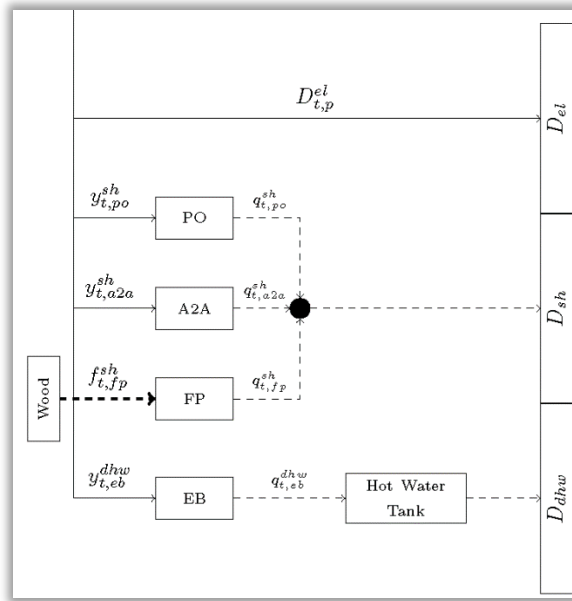 D^{el}_{t,p}
D_{el}
y^{sh}_{t,po}
PO
q^{sh}_{t,po}
y^{sh}_{t,a2a}
A2A
q^{sh}_{t,a2a}
D_{sh}
Wood
f^{sh}_{t,fp}
FP
q^{sh}_{t,fp}
y^{dhw}_{t,eb}
EB
q^{dhw}_{t,eb}
Hot Water
Tank
D_{dhw}